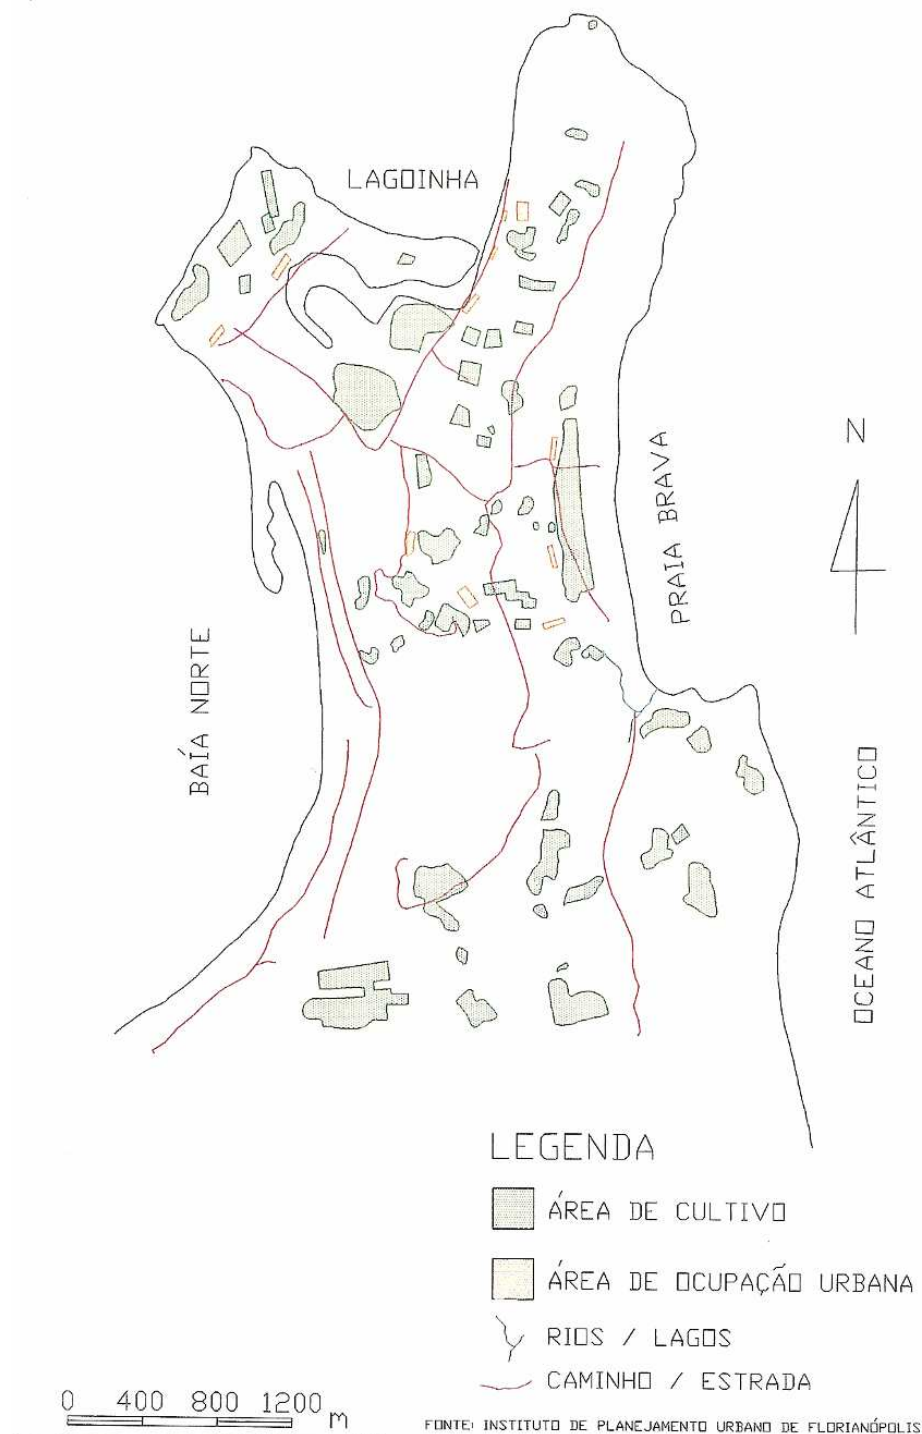 LAGOINHA
N
PRAIA BRAVA
BAÍA NORTE
OCEANO ATLÂNTICO
LEGENDA
ÁREA DE CULTIVO
ÁREA DE OCUPAÇÃO URBANA
RIOS / LAGOS
CAMINHO / ESTRADA
0 400 800 1200 m
FONTE: INSTITUTO DE PLANEJAMENTO URBANO DE FLORIANÓPOLIS